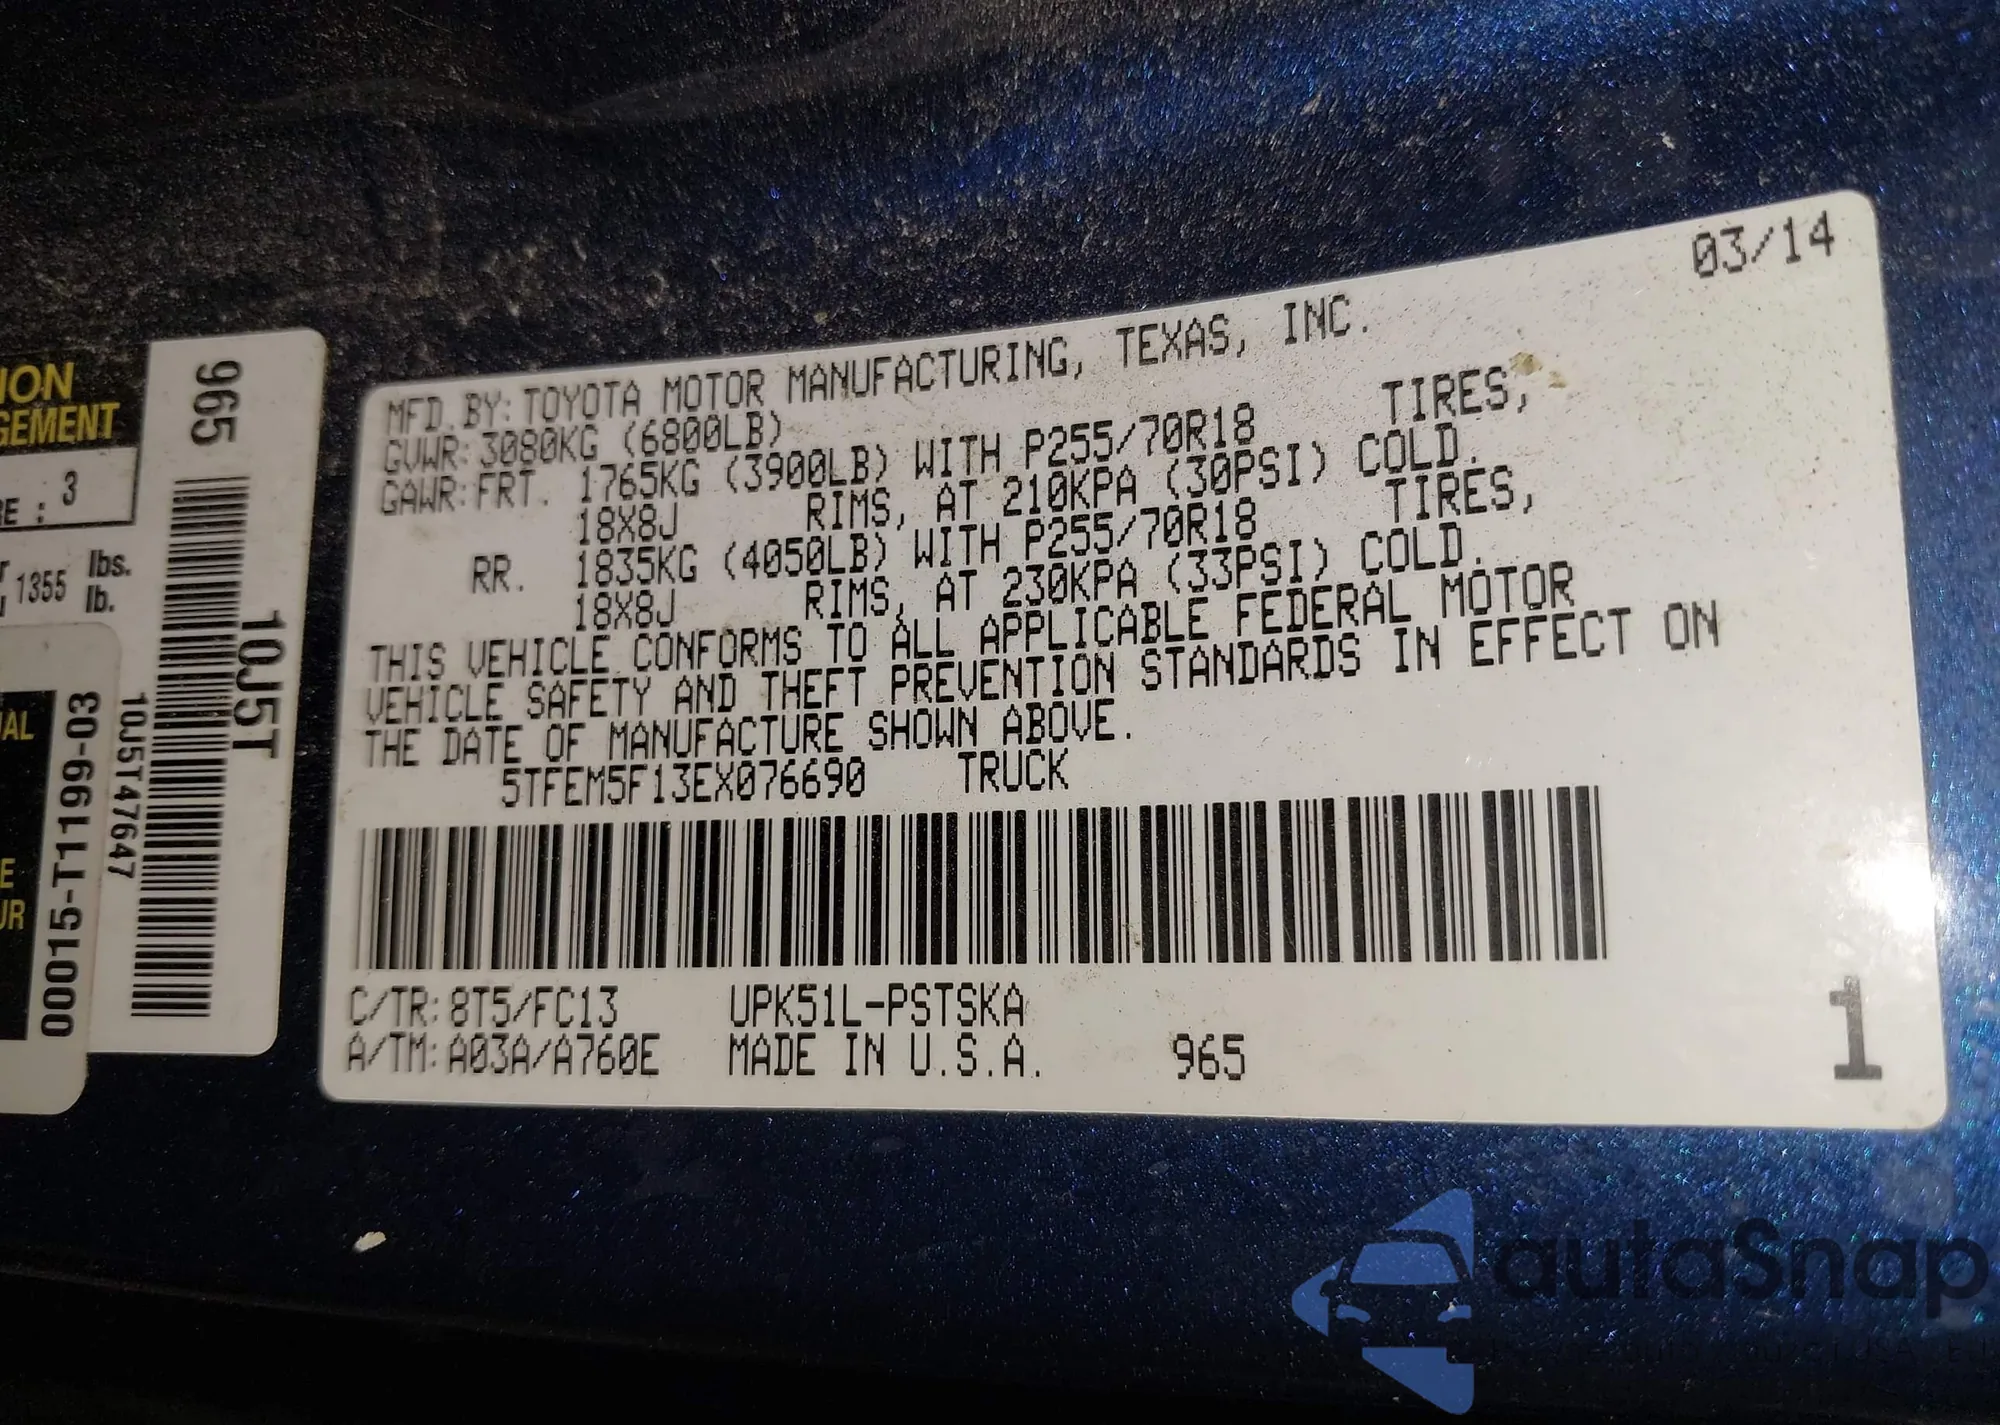 03/14
MFD.BY: TOYOTA MOTOR MANUFACTURING, TEXAS, INC.
GVWR: 3080KG (6800LB)
GAWR: FRT. 1765KG (3900LB) WITH P255/70R18 TIRES,
18X8J RIMS, AT 210KPA (30PSI) COLD.
RR. 1835KG (4050LB) WITH P255/70R18 TIRES,
18X8J RIMS, AT 230KPA (33PSI) COLD.
THIS VEHICLE CONFORMS TO ALL APPLICABLE FEDERAL MOTOR
VEHICLE SAFETY AND THEFT PREVENTION STANDARDS IN EFFECT ON
THE DATE OF MANUFACTURE SHOWN ABOVE.
5TFEM5F13EX076690 TRUCK
C/TR: 8T5/FC13 UPK51L-PSTSKA
A/TM: A03A/A760E MADE IN U.S.A. 965
1
965
10J5T
10J5T47647
00015-T1199-03
ION
GEMENT
RE : 3
1355 lbs.
lb.
UAL
E
UR
autaSnap